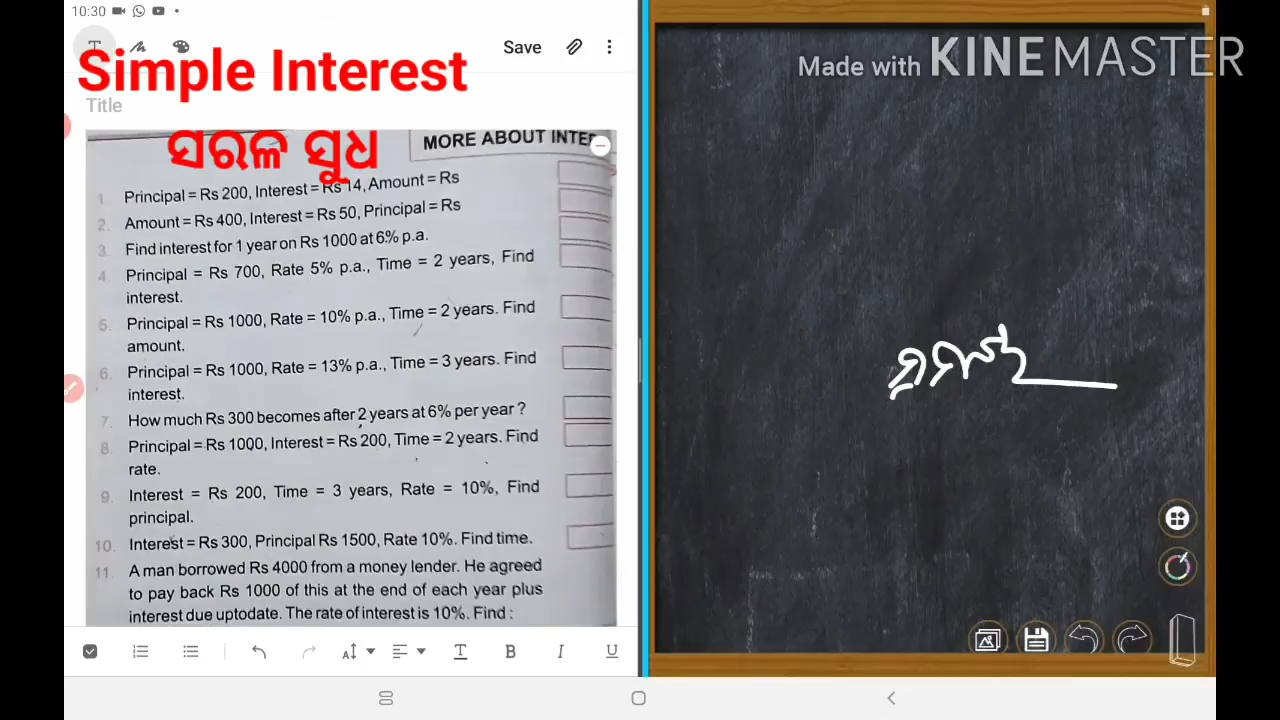 10:30
Save
Simple Interest
Title
ସରଳ ସୁଧ
MORE ABOUT INTE
1. Principal = Rs 200, Interest = Rs 14, Amount = Rs
2. Amount = Rs 400, Interest = Rs 50, Principal = Rs
3. Find interest for 1 year on Rs 1000 at 6% p.a.
4. Principal = Rs 700, Rate 5% p.a., Time = 2 years, Find
interest.
5. Principal = Rs 1000, Rate = 10% p.a., Time = 2 years. Find
amount.
6. Principal = Rs 1000, Rate = 13% p.a., Time = 3 years. Find
interest.
7. How much Rs 300 becomes after 2 years at 6% per year ?
8. Principal = Rs 1000, Interest = Rs 200, Time = 2 years. Find
rate.
9. Interest = Rs 200, Time = 3 years, Rate = 10%, Find
principal.
10. Interest = Rs 300, Principal Rs 1500, Rate 10%. Find time.
11. A man borrowed Rs 4000 from a money lender. He agreed
to pay back Rs 1000 of this at the end of each year plus
interest due uptodate. The rate of interest is 10%. Find :
T B I U
Made with KINEMASTER